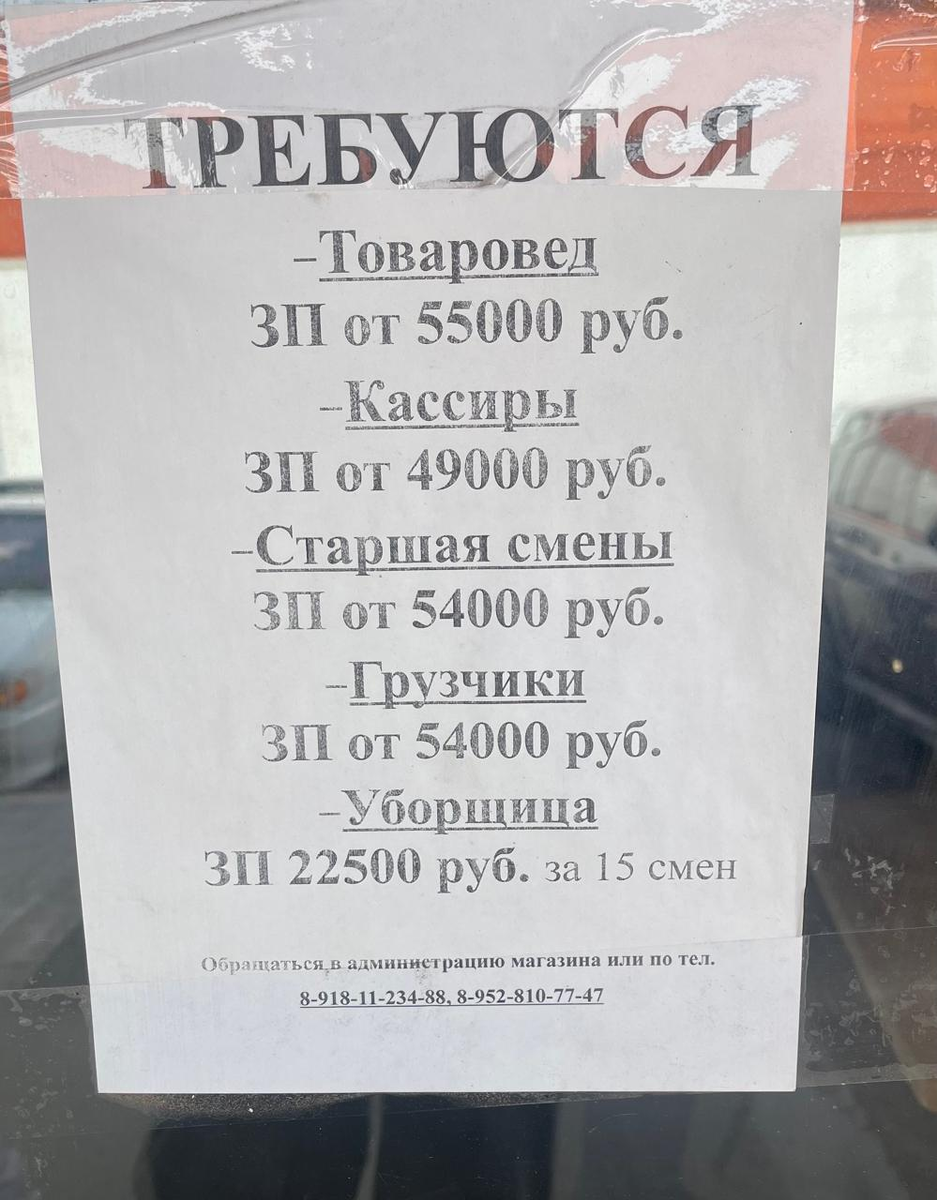 ТРЕБУЮТСЯ
-Товаровед
ЗП от 55000 руб.
-Кассиры
ЗП от 49000 руб.
-Старшая смены
ЗП от 54000 руб.
-Грузчики
ЗП от 54000 руб.
-Уборщица
ЗП 22500 руб. за 15 смен
Обращаться в администрацию магазина или по тел.
8-918-11-234-88, 8-952-810-77-47